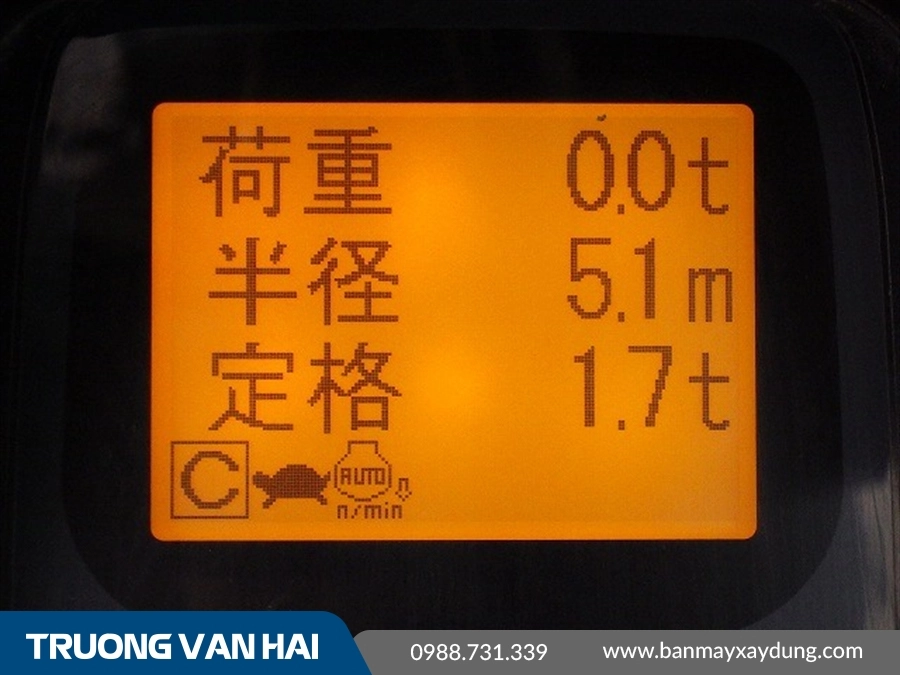 荷重 0.0t
半径 5.1m
定格 1.7t
C AUTO
n/min
TRUONG VAN HAI 0988.731.339 www.banmayxaydung.com